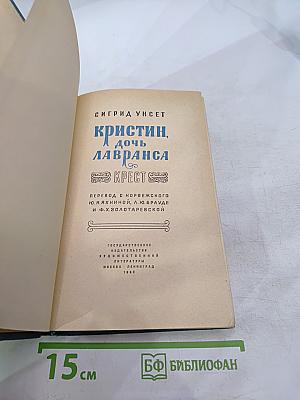 СИГРИД УНСЕТ
КРИСТИН,
ДОЧЬ
ЛАВРАНСА
КРЕСТ
ПЕРЕВОД С НОРВЕЖСКОГО
Ю.Я.ЯХНИНОЙ, Л.Ю.БРАУДЕ
И Ф.Х.ЗОЛОТАРЕВСКОЙ
ГОСУДАРСТВЕННОЕ
ИЗДАТЕЛЬСТВО
ХУДОЖЕСТВЕННОЙ
ЛИТЕРАТУРЫ
МОСКВА · ЛЕНИНГРАД
15 см
БФ БИБЛИОФАН